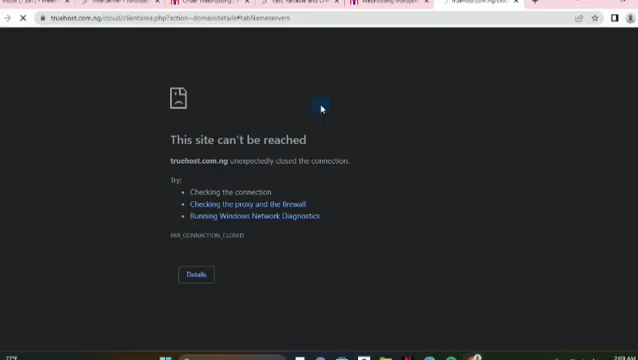 truehost.com.ng/cloud/clientarea.php?action=domaindetails#tabNameservers
This site can't be reached
truehost.com.ng unexpectedly closed the connection.
Try:
• Checking the connection
• Checking the proxy and the firewall
• Running Windows Network Diagnostics
ERR_CONNECTION_CLOSED
Details
77°F